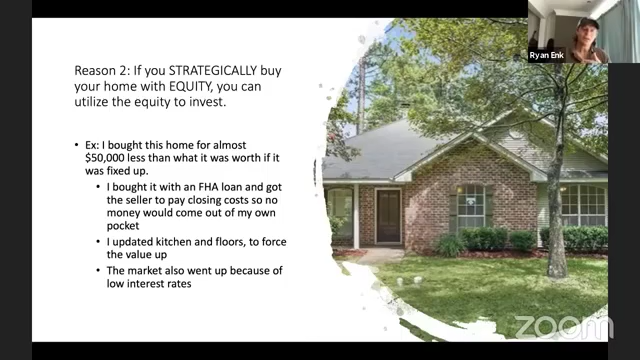 Ryan Enk
Reason 2: If you STRATEGICALLY buy
your home with EQUITY, you can
utilize the equity to invest.
• Ex: I bought this home for almost
$50,000 less than what it was worth if it
was fixed up.
• I bought it with an FHA loan and got
the seller to pay closing costs so no
money would come out of my own
pocket
• I updated kitchen and floors, to force
the value up
• The market also went up because of
low interest rates
zoom